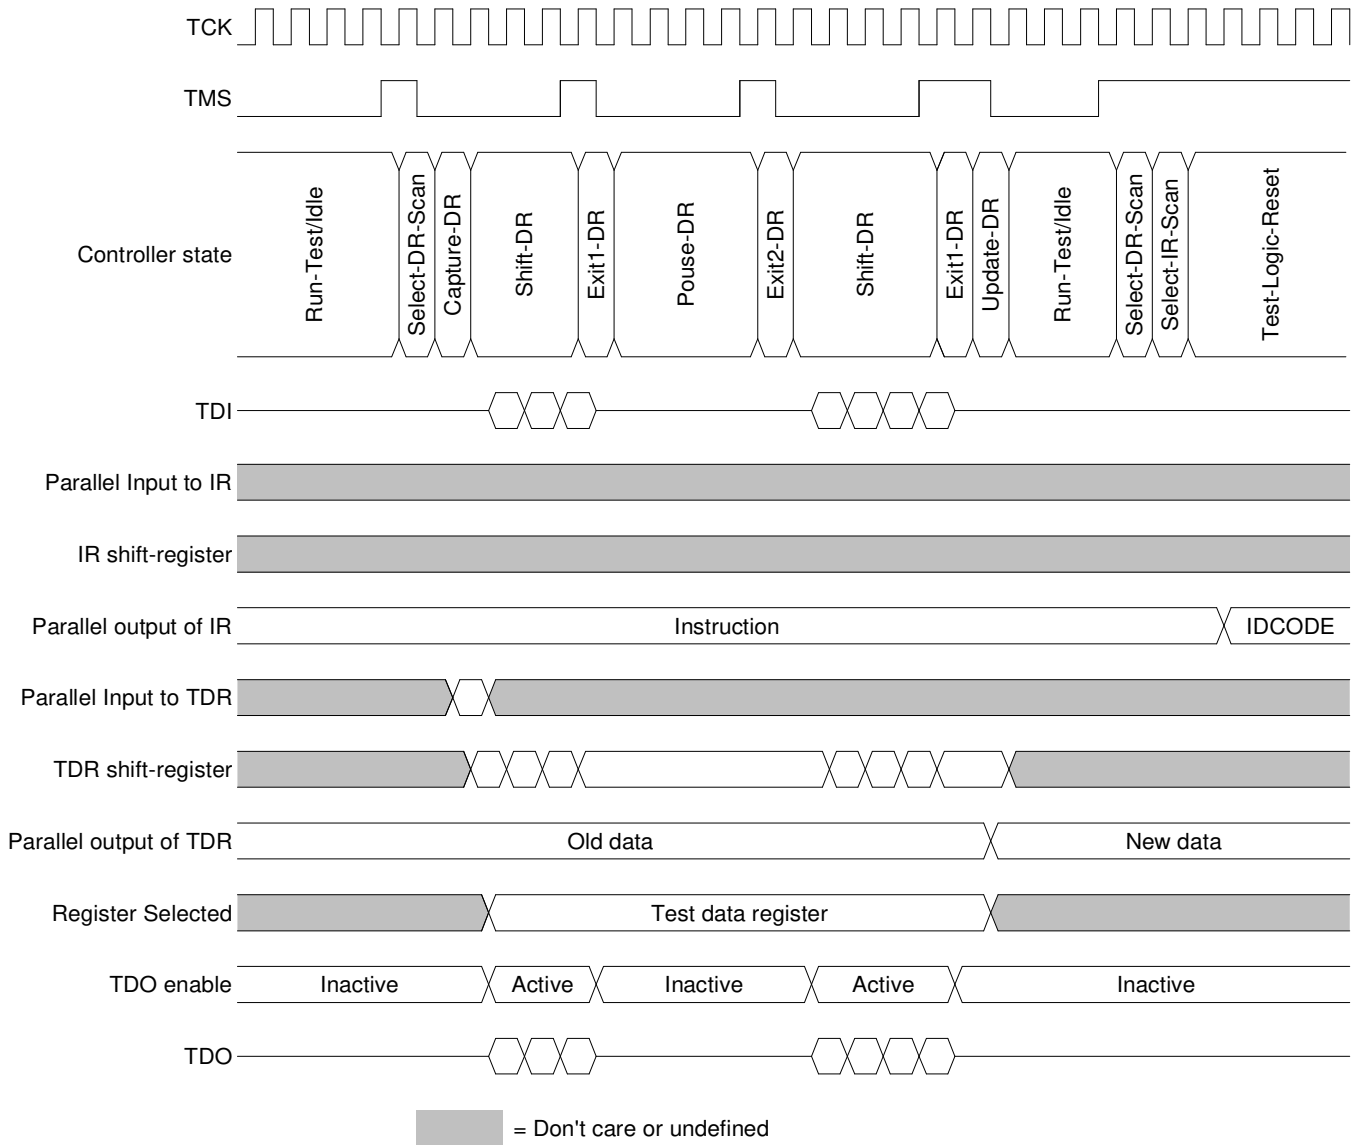 TCK
TMS
Controller state
Run-Test/Idle
Select-DR-Scan
Capture-DR
Shift-DR
Exit1-DR
Pouse-DR
Exit2-DR
Shift-DR
Exit1-DR
Update-DR
Run-Test/Idle
Select-DR-Scan
Select-IR-Scan
Test-Logic-Reset
TDI
Parallel Input to IR
IR shift-register
Parallel output of IR
Instruction
IDCODE
Parallel Input to TDR
TDR shift-register
Parallel output of TDR
Old data
New data
Register Selected
Test data register
TDO enable
Inactive
Active
Inactive
Active
Inactive
TDO
= Don't care or undefined